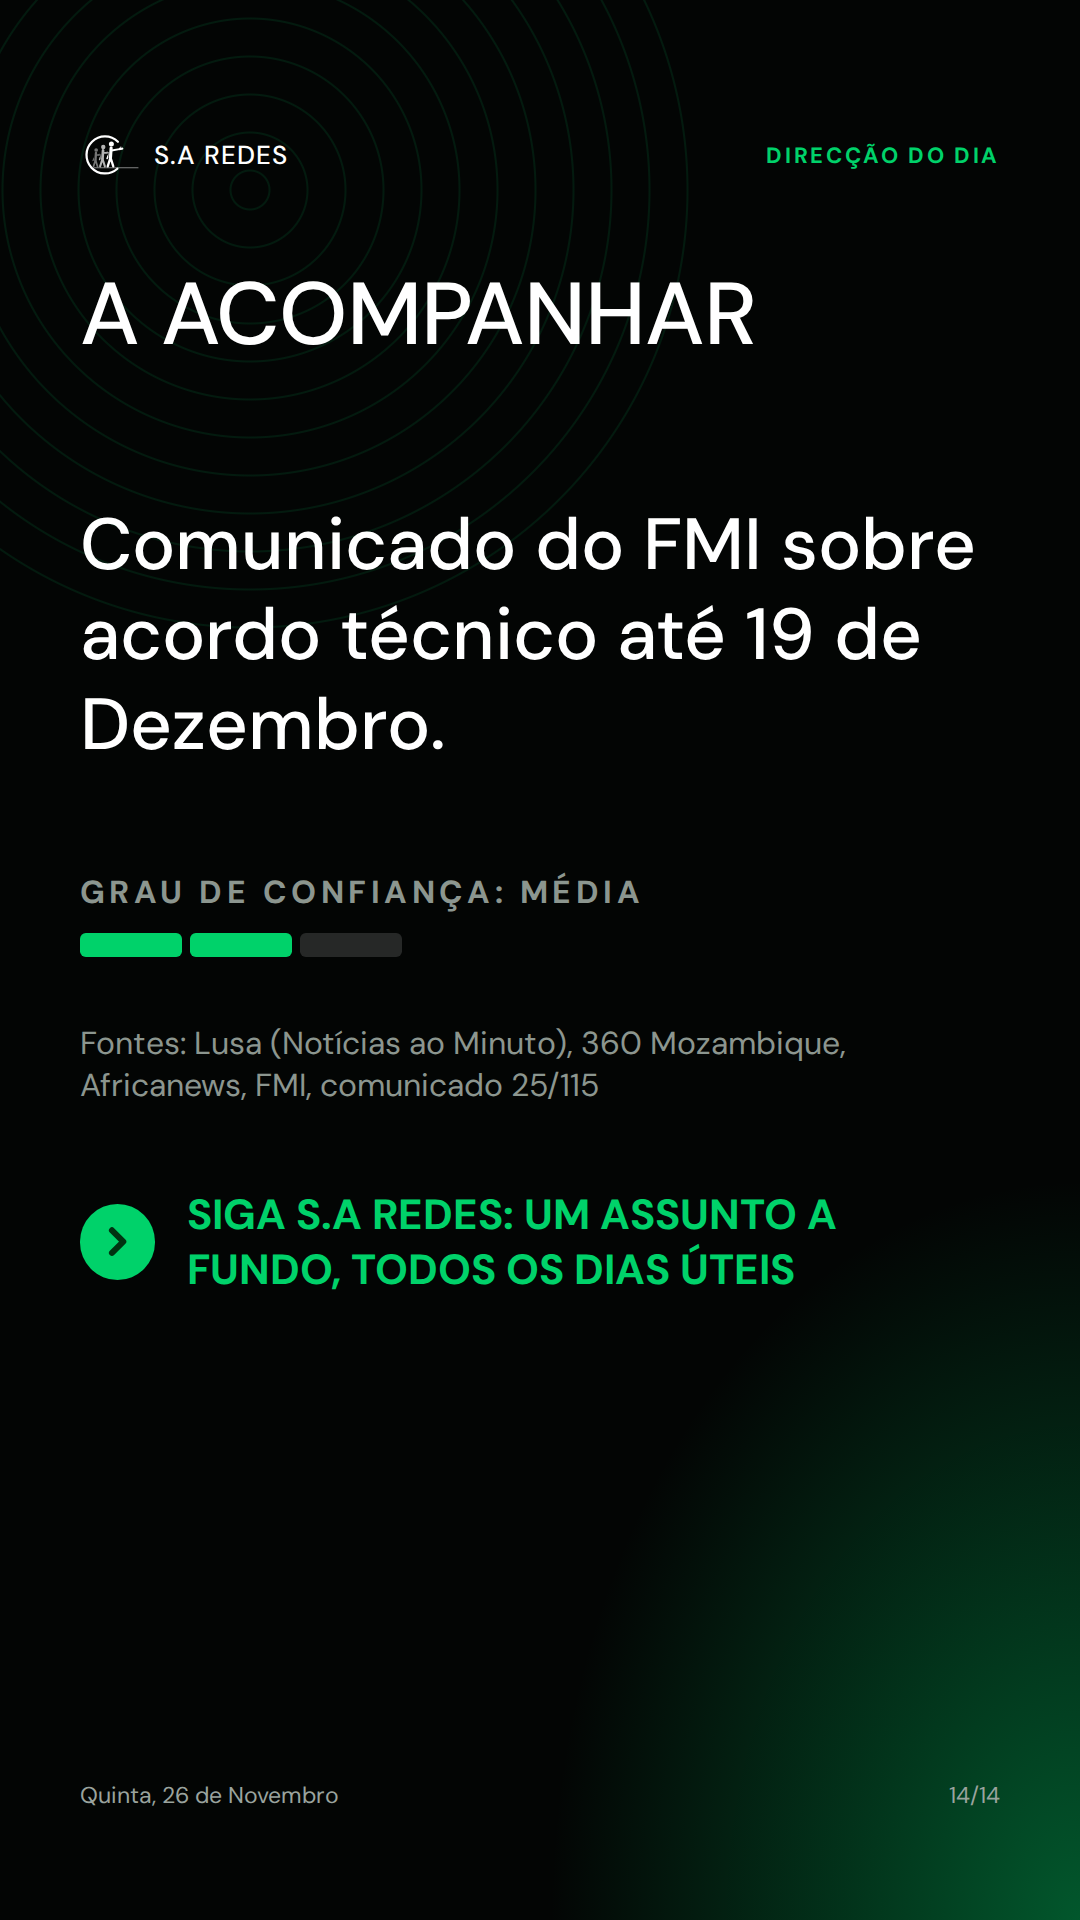 S.A REDES
DIRECÇÃO DO DIA
A ACOMPANHAR
Comunicado do FMI sobre
acordo técnico até 19 de
Dezembro.
GRAU DE CONFIANÇA: MÉDIA
Fontes: Lusa (Notícias ao Minuto), 360 Mozambique,
Africanews, FMI, comunicado 25/115
SIGA S.A REDES: UM ASSUNTO A
FUNDO, TODOS OS DIAS ÚTEIS
Quinta, 26 de Novembro
14/14